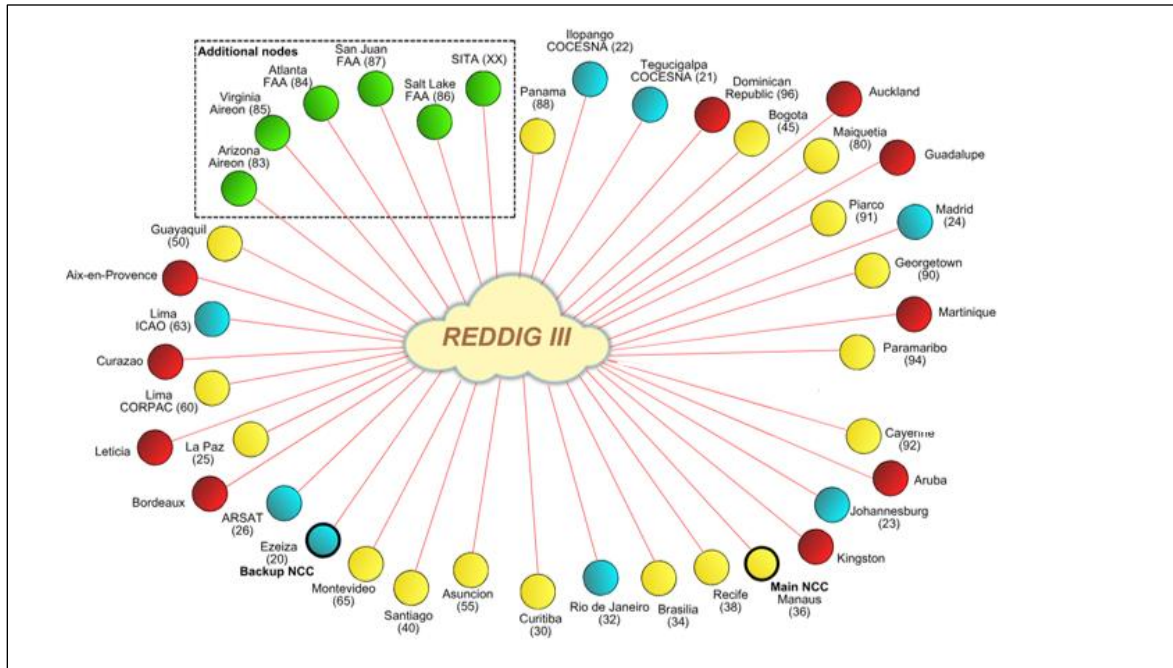 Additional nodes
San Juan
FAA (87)
Atlanta
FAA (84)
SITA (XX)
Salt Lake
FAA (86)
Virginia
Aireon (85)
Arizona
Aireon (83)
Ilopango
COCESNA (22)
Tegucigalpa
COCESNA (21)
Panama
(88)
Dominican
Republic (96)
Bogota
(45)
Auckland
Maiquetia
(80)
Guadalupe
Piarco
(91)
Madrid
(24)
Georgetown
(90)
Martinique
Paramaribo
(94)
Guayaquil
(50)
Aix-en-Provence
Lima
ICAO (63)
Curazao
Lima
CORPAC (60)
Leticia
La Paz
(25)
Bordeaux
ARSAT
(26)
Ezeiza
(20)
Backup NCC
REDDIG III
Cayenne
(92)
Aruba
Johannesburg
(23)
Kingston
Main NCC
Manaus
(36)
Montevideo
(65)
Santiago
(40)
Asuncion
(55)
Curitiba
(30)
Rio de Janeiro
(32)
Brasilia
(34)
Recife
(38)